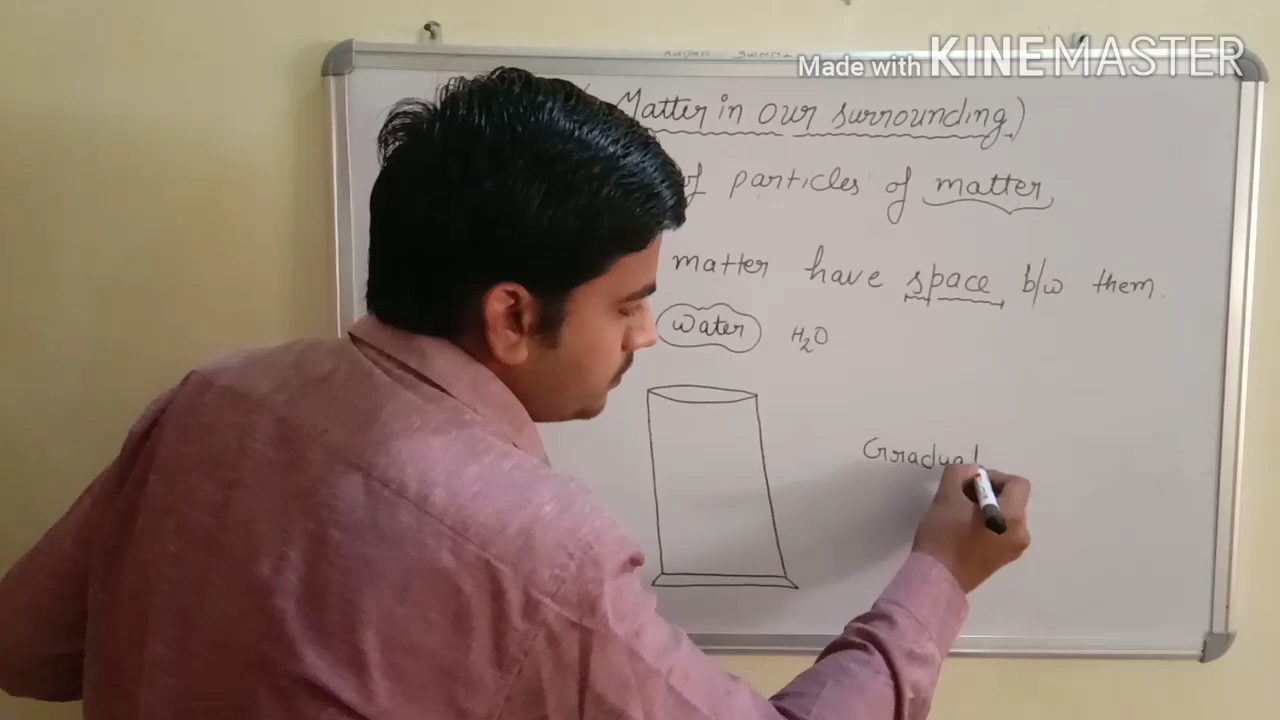 Made with KINEMASTER
Matter in our surrounding)
of particles of matter
matter have space b/w them.
Water H₂O
Gradual